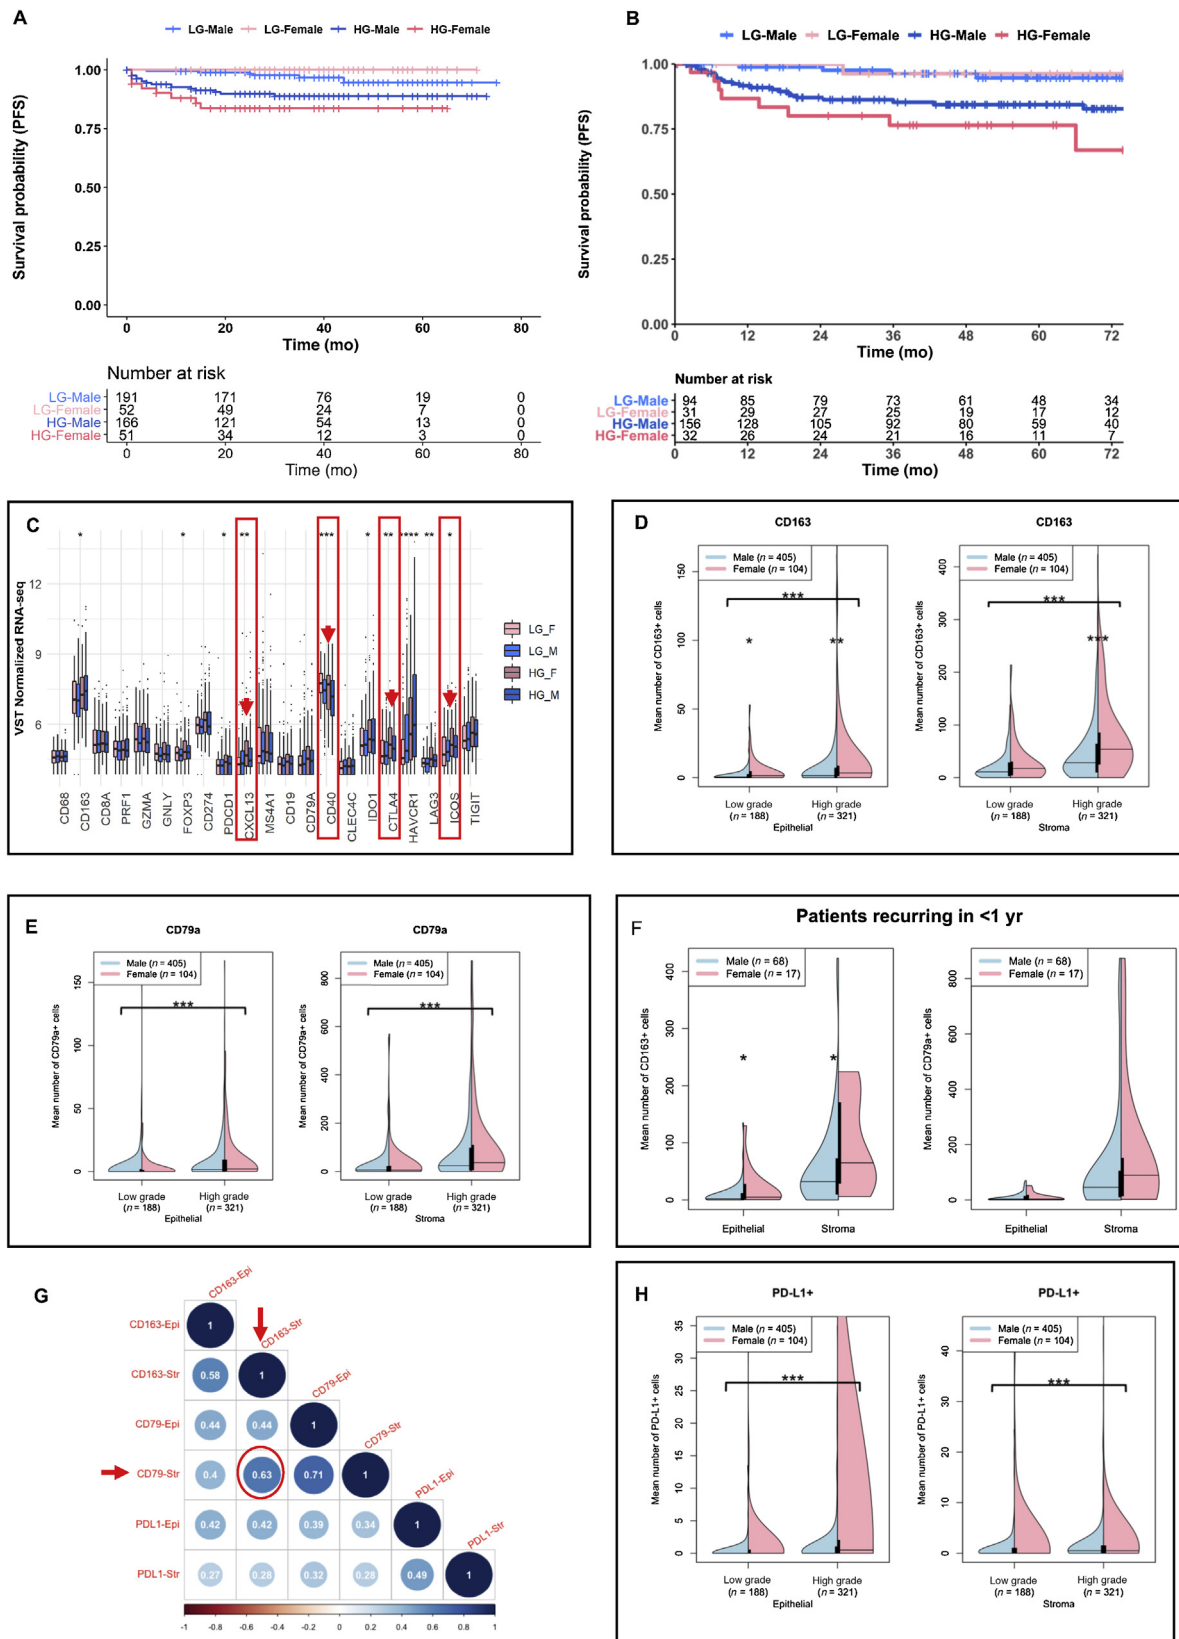 A
LG-Male LG-Female HG-Male HG-Female
Survival probability (PFS)
1.00
0.75
0.50
0.25
0.00
0 20 40 60 80
Time (mo)
Number at risk
LG-Male 191 171 76 19 0
LG-Female 52 49 24 7 0
HG-Male 166 121 54 13 0
HG-Female 51 34 12 3 0
0 20 40 60 80
Time (mo)
B
LG-Male LG-Female HG-Male HG-Female
Survival probability (PFS)
1.00
0.75
0.50
0.25
0.00
0 12 24 36 48 60 72
Time (mo)
Number at risk
LG-Male 94 85 79 73 61 48 34
LG-Female 31 29 27 25 19 17 12
HG-Male 156 128 105 92 80 59 40
HG-Female 32 26 24 21 16 11 7
0 12 24 36 48 60 72
Time (mo)
C
* * * ** *** * ** **** ** *
VST Normalized RNA-seq
12
9
6
LG_F
LG_M
HG_F
HG_M
CD68 CD163 CD8A PRF1 GZMA GNLY FOXP3 CD274 PDCD1 CXCL13 MS4A1 CD19 CD79A CD40 CLEC4C IDO1 CTLA4 HAVCR1 LAG3 ICOS TIGIT
D
CD163
Male (n = 405)
Female (n = 104)
***
* **
Mean number of CD163+ cells
150
100
50
0
Low grade High grade
(n = 188) (n = 321)
Epithelial
CD163
Male (n = 405)
Female (n = 104)
***
***
Mean number of CD163+ cells
400
300
200
100
0
Low grade High grade
(n = 188) (n = 321)
Stroma
E
CD79a
Male (n = 405)
Female (n = 104)
***
Mean number of CD79a+ cells
150
100
50
0
Low grade High grade
(n = 188) (n = 321)
Epithelial
CD79a
Male (n = 405)
Female (n = 104)
***
Mean number of CD79a+ cells
800
600
400
200
0
Low grade High grade
(n = 188) (n = 321)
Stroma
F
Patients recurring in <1 yr
Male (n = 68)
Female (n = 17)
* *
Mean number of CD163+ cells
400
300
200
100
0
Epithelial Stroma
Male (n = 68)
Female (n = 17)
Mean number of CD79a+ cells
800
600
400
200
0
Epithelial Stroma
G
CD163-Epi
CD163-Str
CD79-Epi
CD79-Str
PDL1-Epi
PDL1-Str
CD163-Epi 1
CD163-Str 0.58 1
CD79-Epi 0.44 0.44 1
CD79-Str 0.4 0.63 0.71 1
PDL1-Epi 0.42 0.42 0.39 0.34 1
PDL1-Str 0.27 0.28 0.32 0.28 0.49 1
-1 -0.8 -0.6 -0.4 -0.2 0 0.2 0.4 0.6 0.8 1
H
PD-L1+
Male (n = 405)
Female (n = 104)
***
Mean number of PD-L1+ cells
35
30
25
20
15
10
5
0
Low grade High grade
(n = 188) (n = 321)
Epithelial
PD-L1+
Male (n = 405)
Female (n = 104)
***
Mean number of PD-L1+ cells
40
30
20
10
0
Low grade High grade
(n = 188) (n = 321)
Stroma